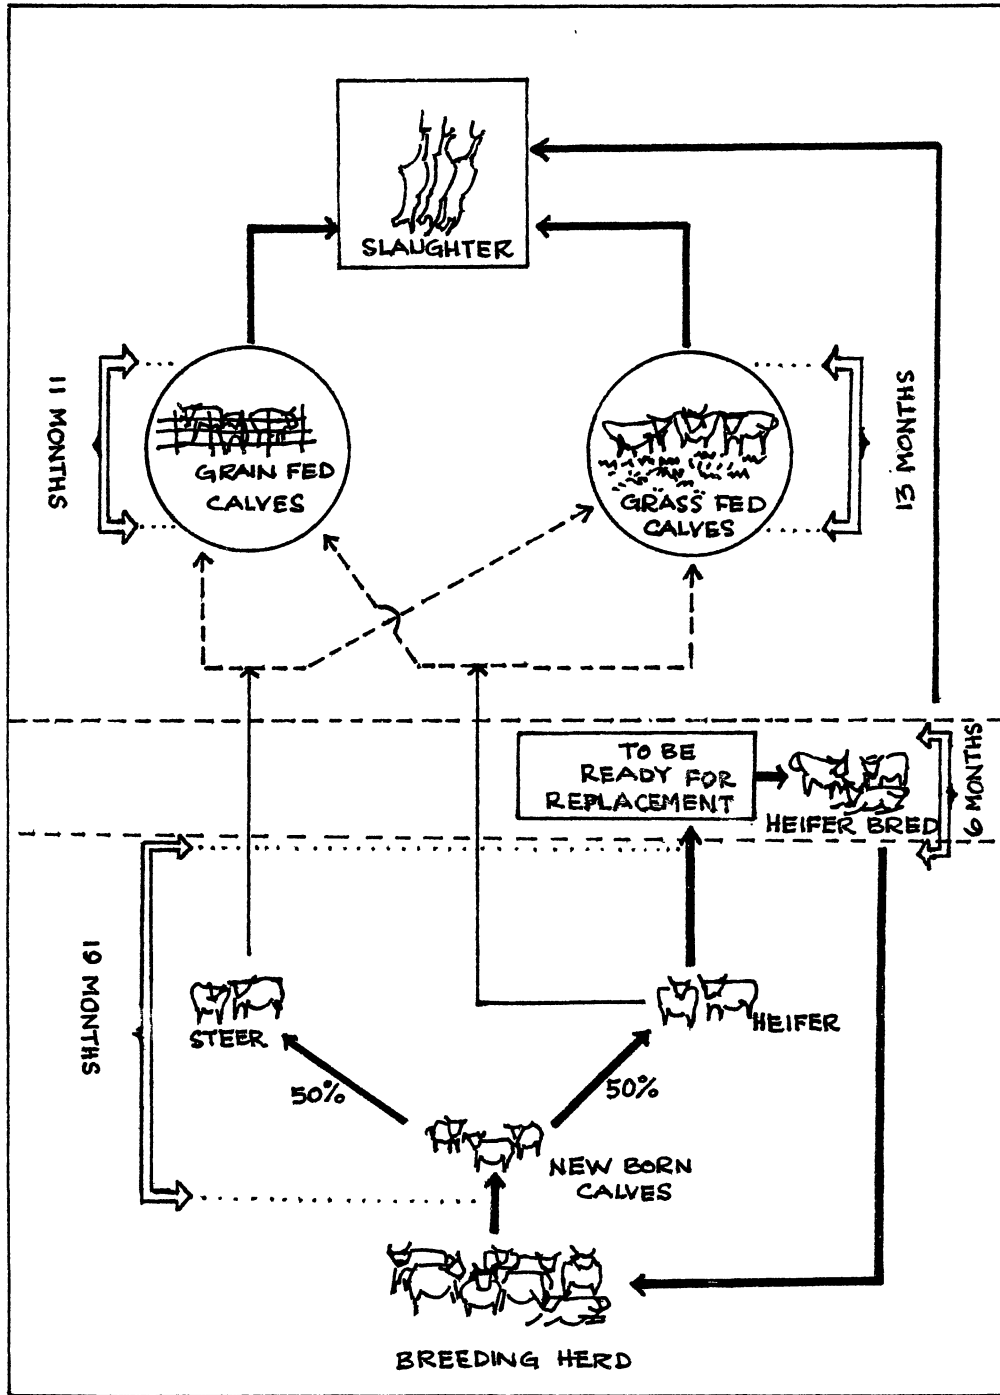 SLAUGHTER
11 MONTHS
GRAIN FED
CALVES
GRASS FED
CALVES
13 MONTHS
TO BE
READY FOR
REPLACEMENT
HEIFER BRED
6 MONTHS
19 MONTHS
STEER
HEIFER
50%
50%
NEW BORN
CALVES
BREEDING HERD